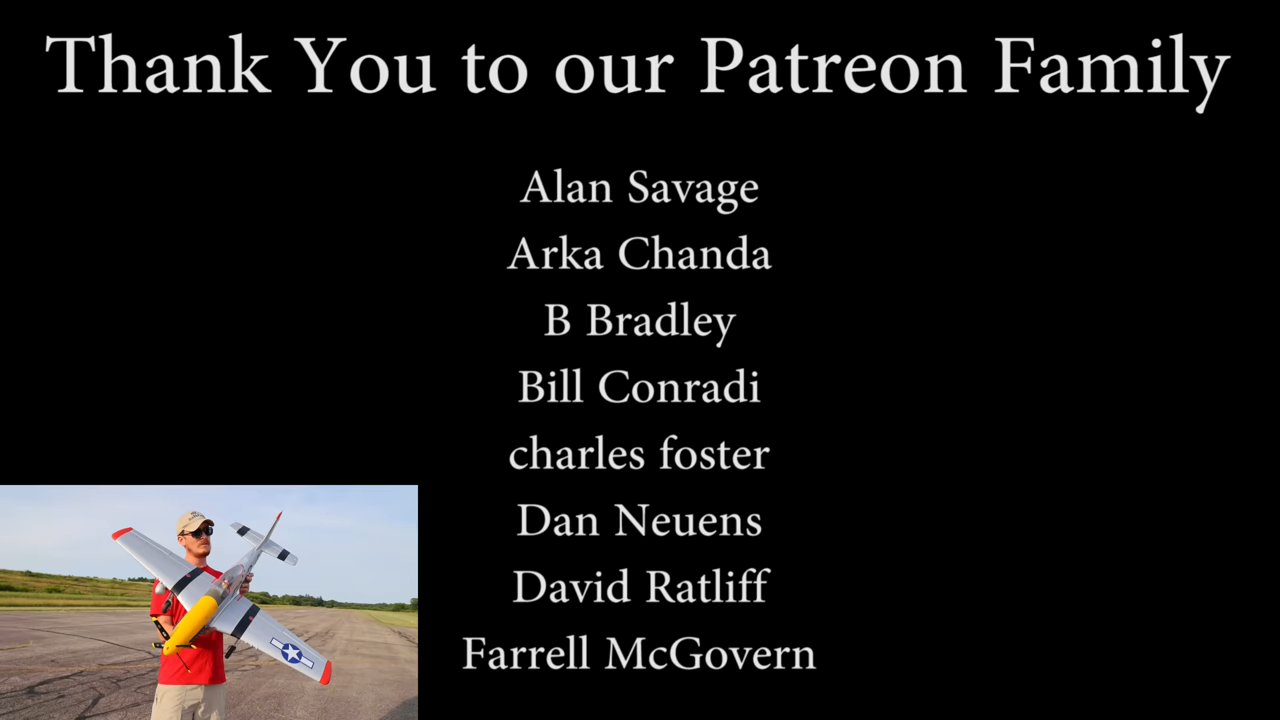 Thank You to our Patreon Family
Alan Savage
Arka Chanda
B Bradley
Bill Conradi
charles foster
Dan Neuens
David Ratliff
Farrell McGovern